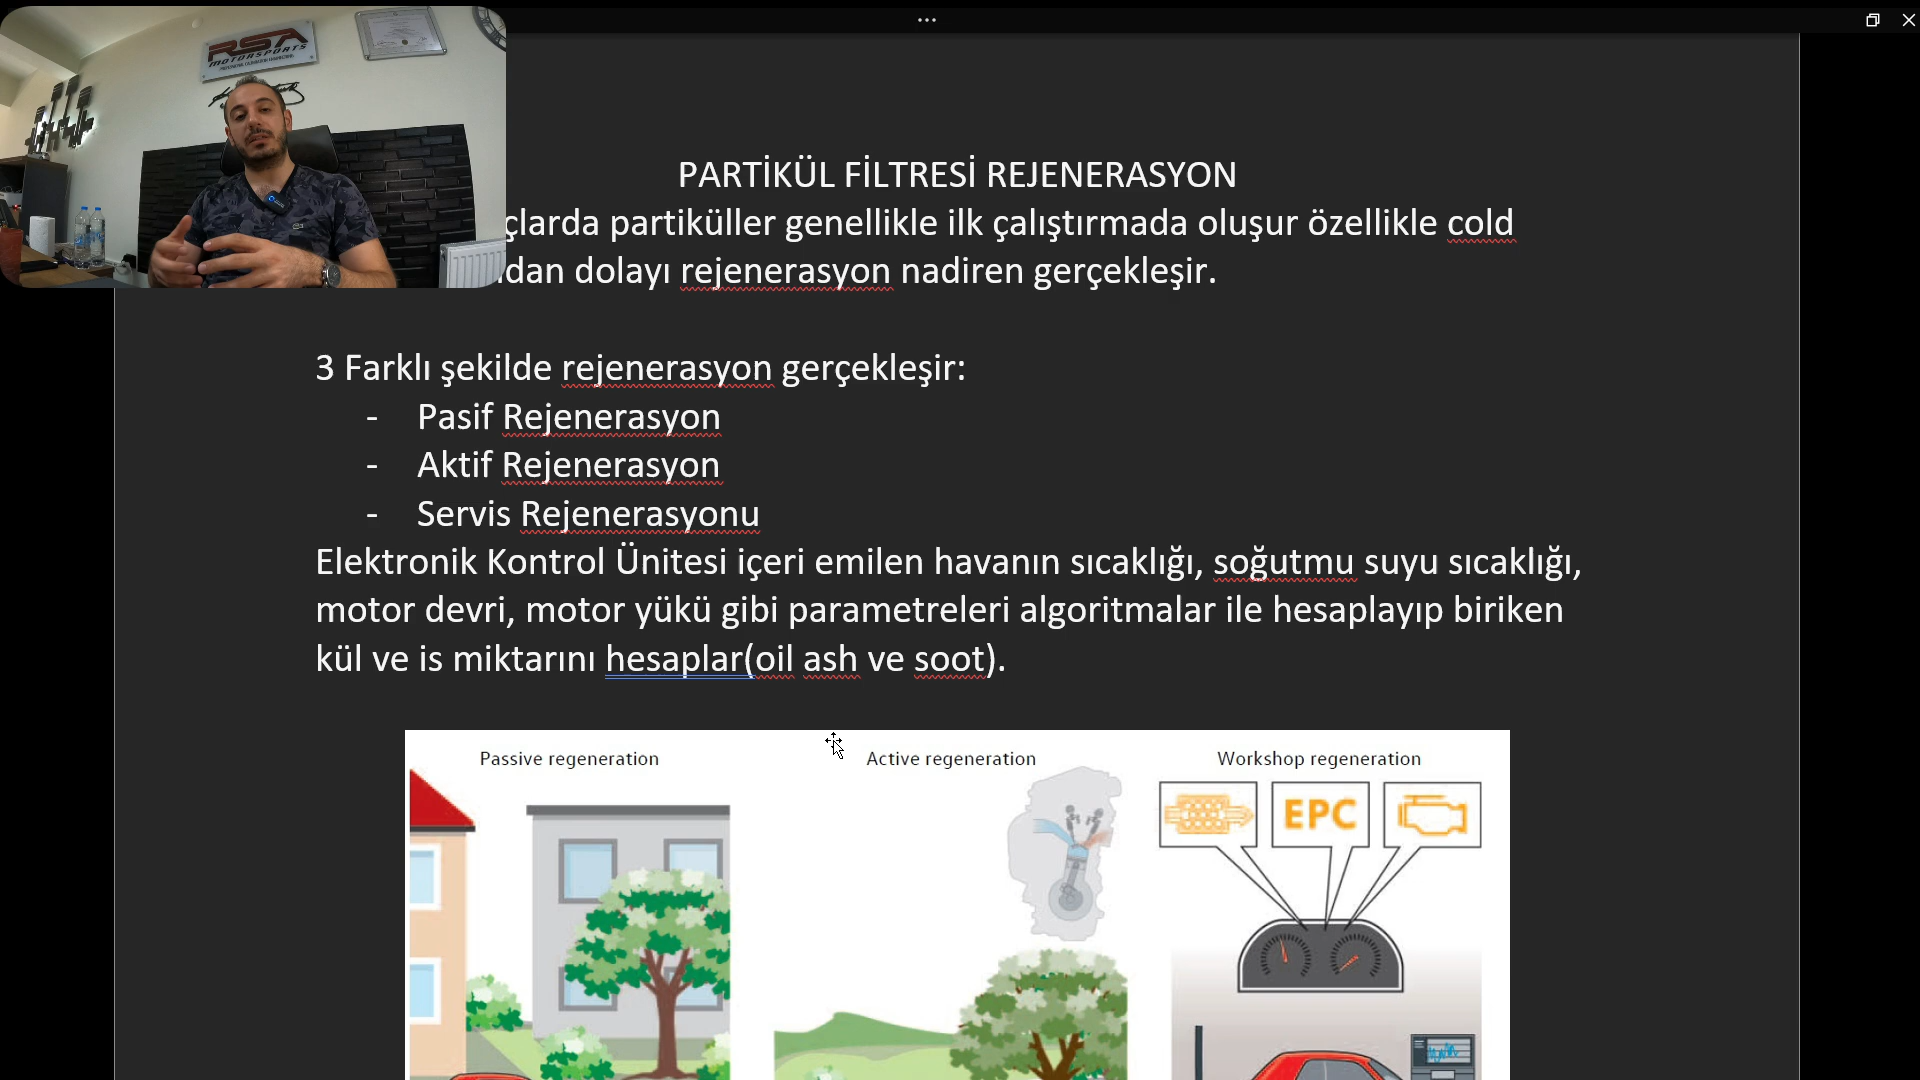 RSA
MOTORSPORTS
PARTİKÜL FİLTRESİ REJENERASYON
çlarda partiküller genellikle ilk çalıştırmada oluşur özellikle cold
ndan dolayı rejenerasyon nadiren gerçekleşir.
3 Farklı şekilde rejenerasyon gerçekleşir:
- Pasif Rejenerasyon
- Aktif Rejenerasyon
- Servis Rejenerasyonu
Elektronik Kontrol Ünitesi içeri emilen havanın sıcaklığı, soğutmu suyu sıcaklığı,
motor devri, motor yükü gibi parametreleri algoritmalar ile hesaplayıp biriken
kül ve is miktarını hesaplar(oil ash ve soot).
Passive regeneration
Active regeneration
Workshop regeneration
EPC